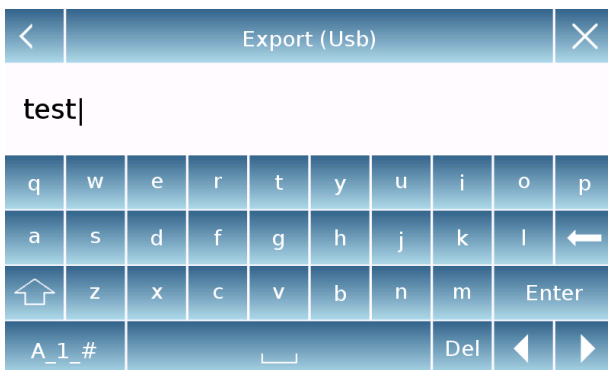 Export (Usb)
test
q w e r t y u i o p
a s d f g h j k l
z x c v b n m Enter
A_1_# Del